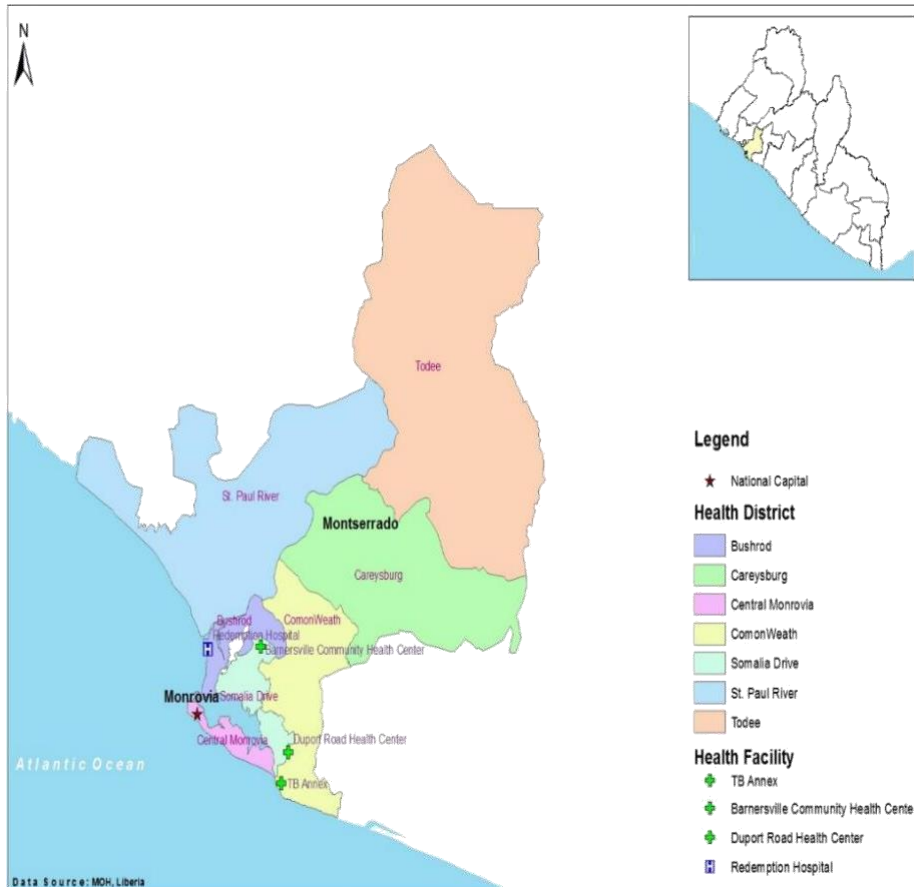 N
Todee
St. Paul River
Montserrado
Careysburg
Bushrod
ComonWeath
Redemption Hospital
Barnersville Community Health Center
Somalia Drive
Monrovia
Central Monrovia
Duport Road Health Center
Atlantic Ocean
TB Annex
Data Source: MOH, Liberia
Legend
National Capital
Health District
Bushrod
Careysburg
Central Monrovia
ComonWeath
Somalia Drive
St. Paul River
Todee
Health Facility
TB Annex
Barnersville Community Health Cente
Duport Road Health Center
H Redemption Hospital